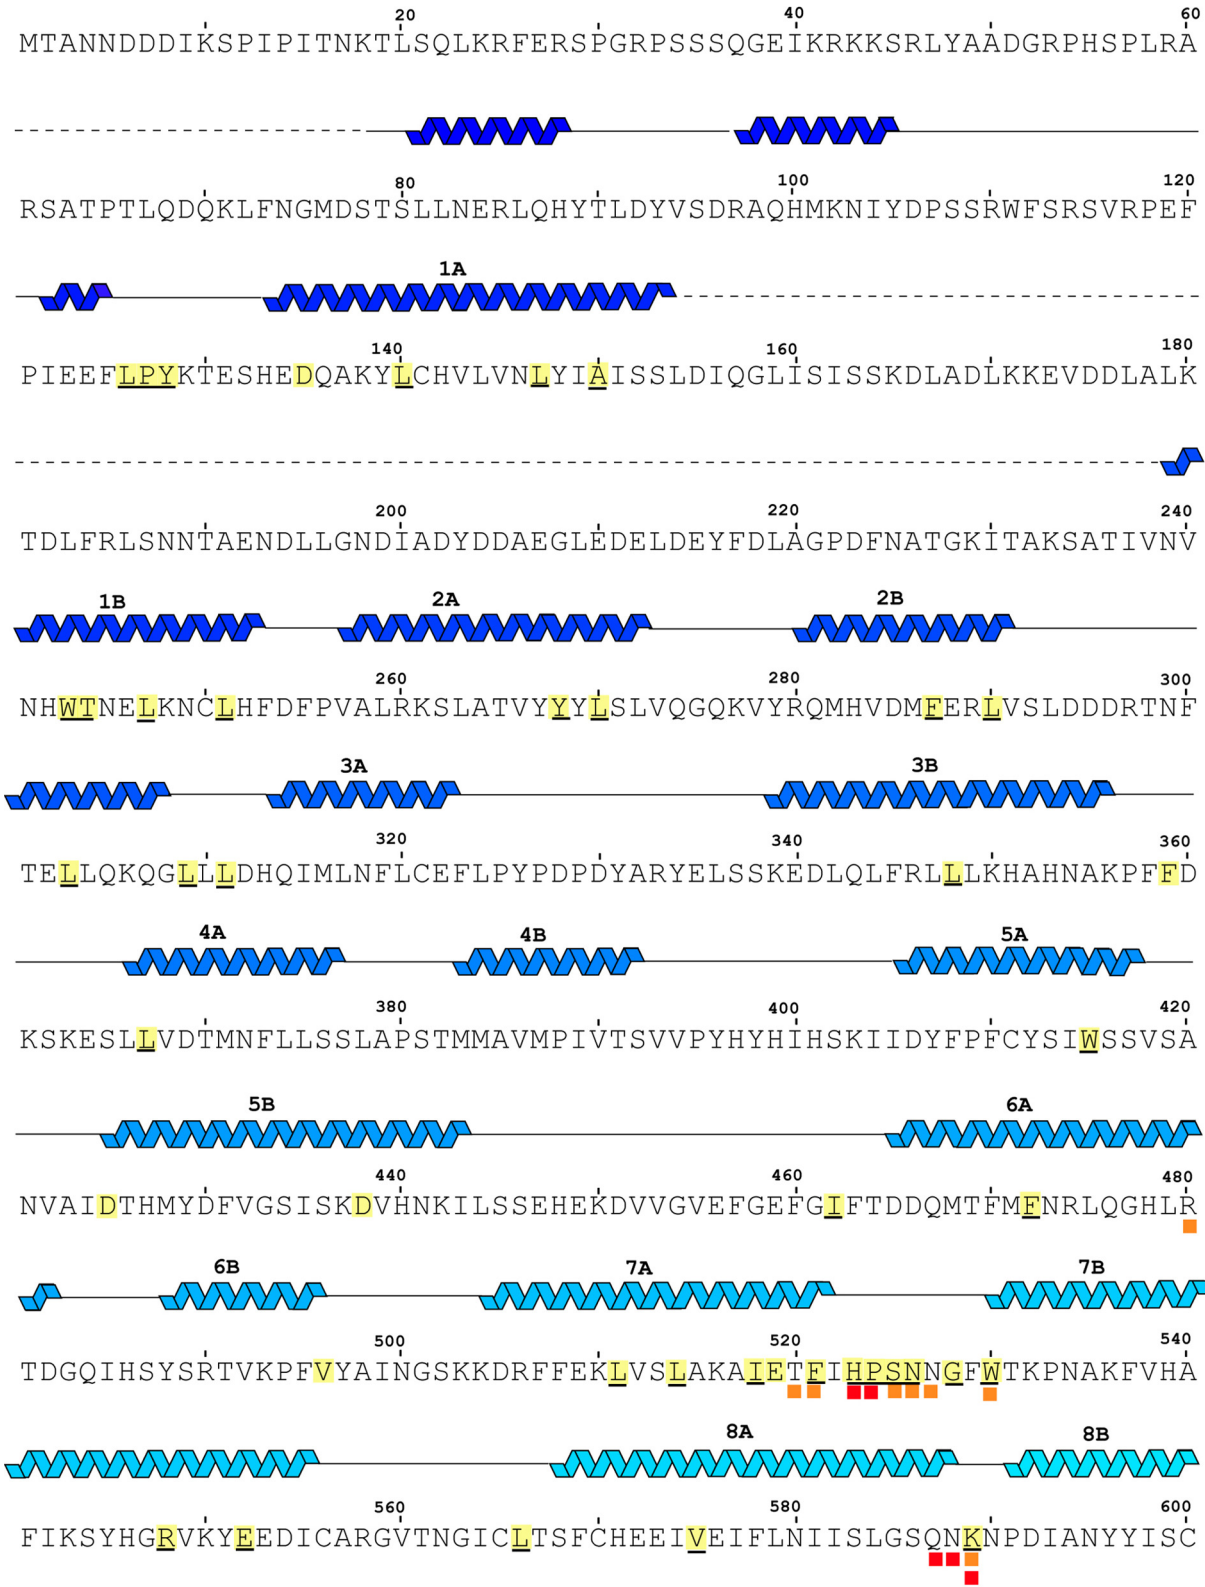 20 40 60
MTANNDDDIKSPIPITNKTLSQLKRFERSPGRPSSSQGEIKRKKSRLYAADGRPHSPLRA
80 100 120
RSATPTLQDQKLFNGMDSTSLLNERLQHYTLDYVSDRAQHMKNIYDPSSRWFSRSVRPEF
1A
140 160 180
PIEEFLPYKTESHEDQAKYLCHVLVNLYIAISSLDIQGLISISSKDLADLKKEVDDLALK
200 220 240
TDLFRLSNNTAENDLLGNDIADYDDAEGLEDELDEYFDLAGPDFNATGKITAKSATIVNV
1B 2A 2B
260 280 300
NHWTNELKNCLHFDFPVALRKSLATVYYYLSLVQGQKVYRQMHVDMFERLVSLDDDRTNF
3A 3B
320 340 360
TELLQKQGLLLDHQIMLNFLCEFLPYPDPDYARYELSSKEDLQLFRLLLKHAHNAKPFFD
4A 4B 5A
380 400 420
KSKESLLVDTMNFLLSSLAPSTMMAVMPIVTSVVPYHYHIHSKIIDYFPFCYSIWSSVSA
5B 6A
440 460 480
NVAIDTHMYDFVGSISKDVHNKILSSEHEKDVVGVEFGEFGIFTDDQMTFMFNRLQGHLR
6B 7A 7B
500 520 540
TDGQIHSYSRTVKPFVYAINGSKKDRFFEKLVSLAKAIETFIHPSNNGFWTKPNAKFVHA
8A 8B
560 580 600
FIKSYHGRVKYEEDICARGVTNGICLTSFCHEEIVEIFLNIISLGSQNKNPDIANYYISC